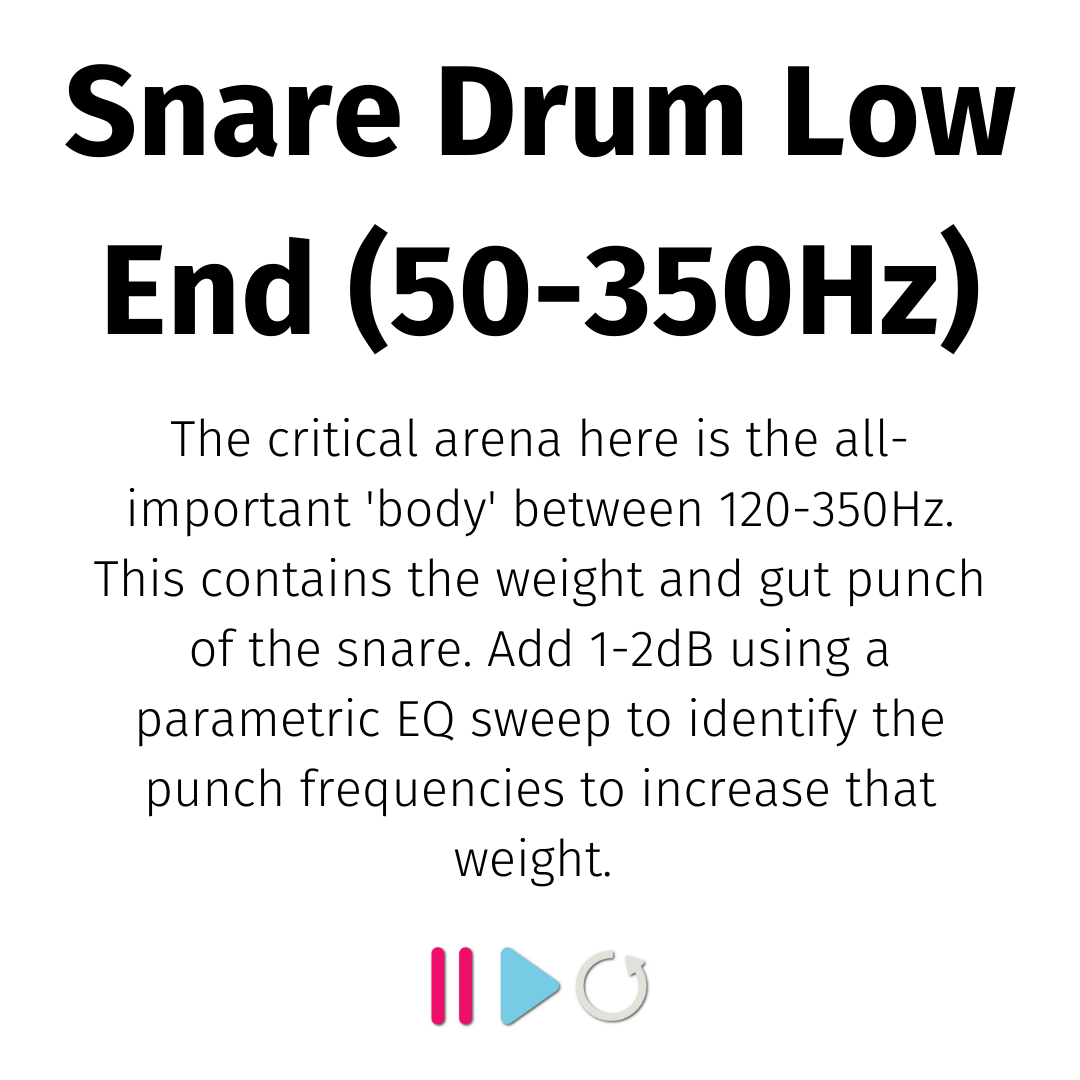 Snare Drum Low
End (50-350Hz)
The critical arena here is the all-
important 'body' between 120-350Hz.
This contains the weight and gut punch
of the snare. Add 1-2dB using a
parametric EQ sweep to identify the
punch frequencies to increase that
weight.